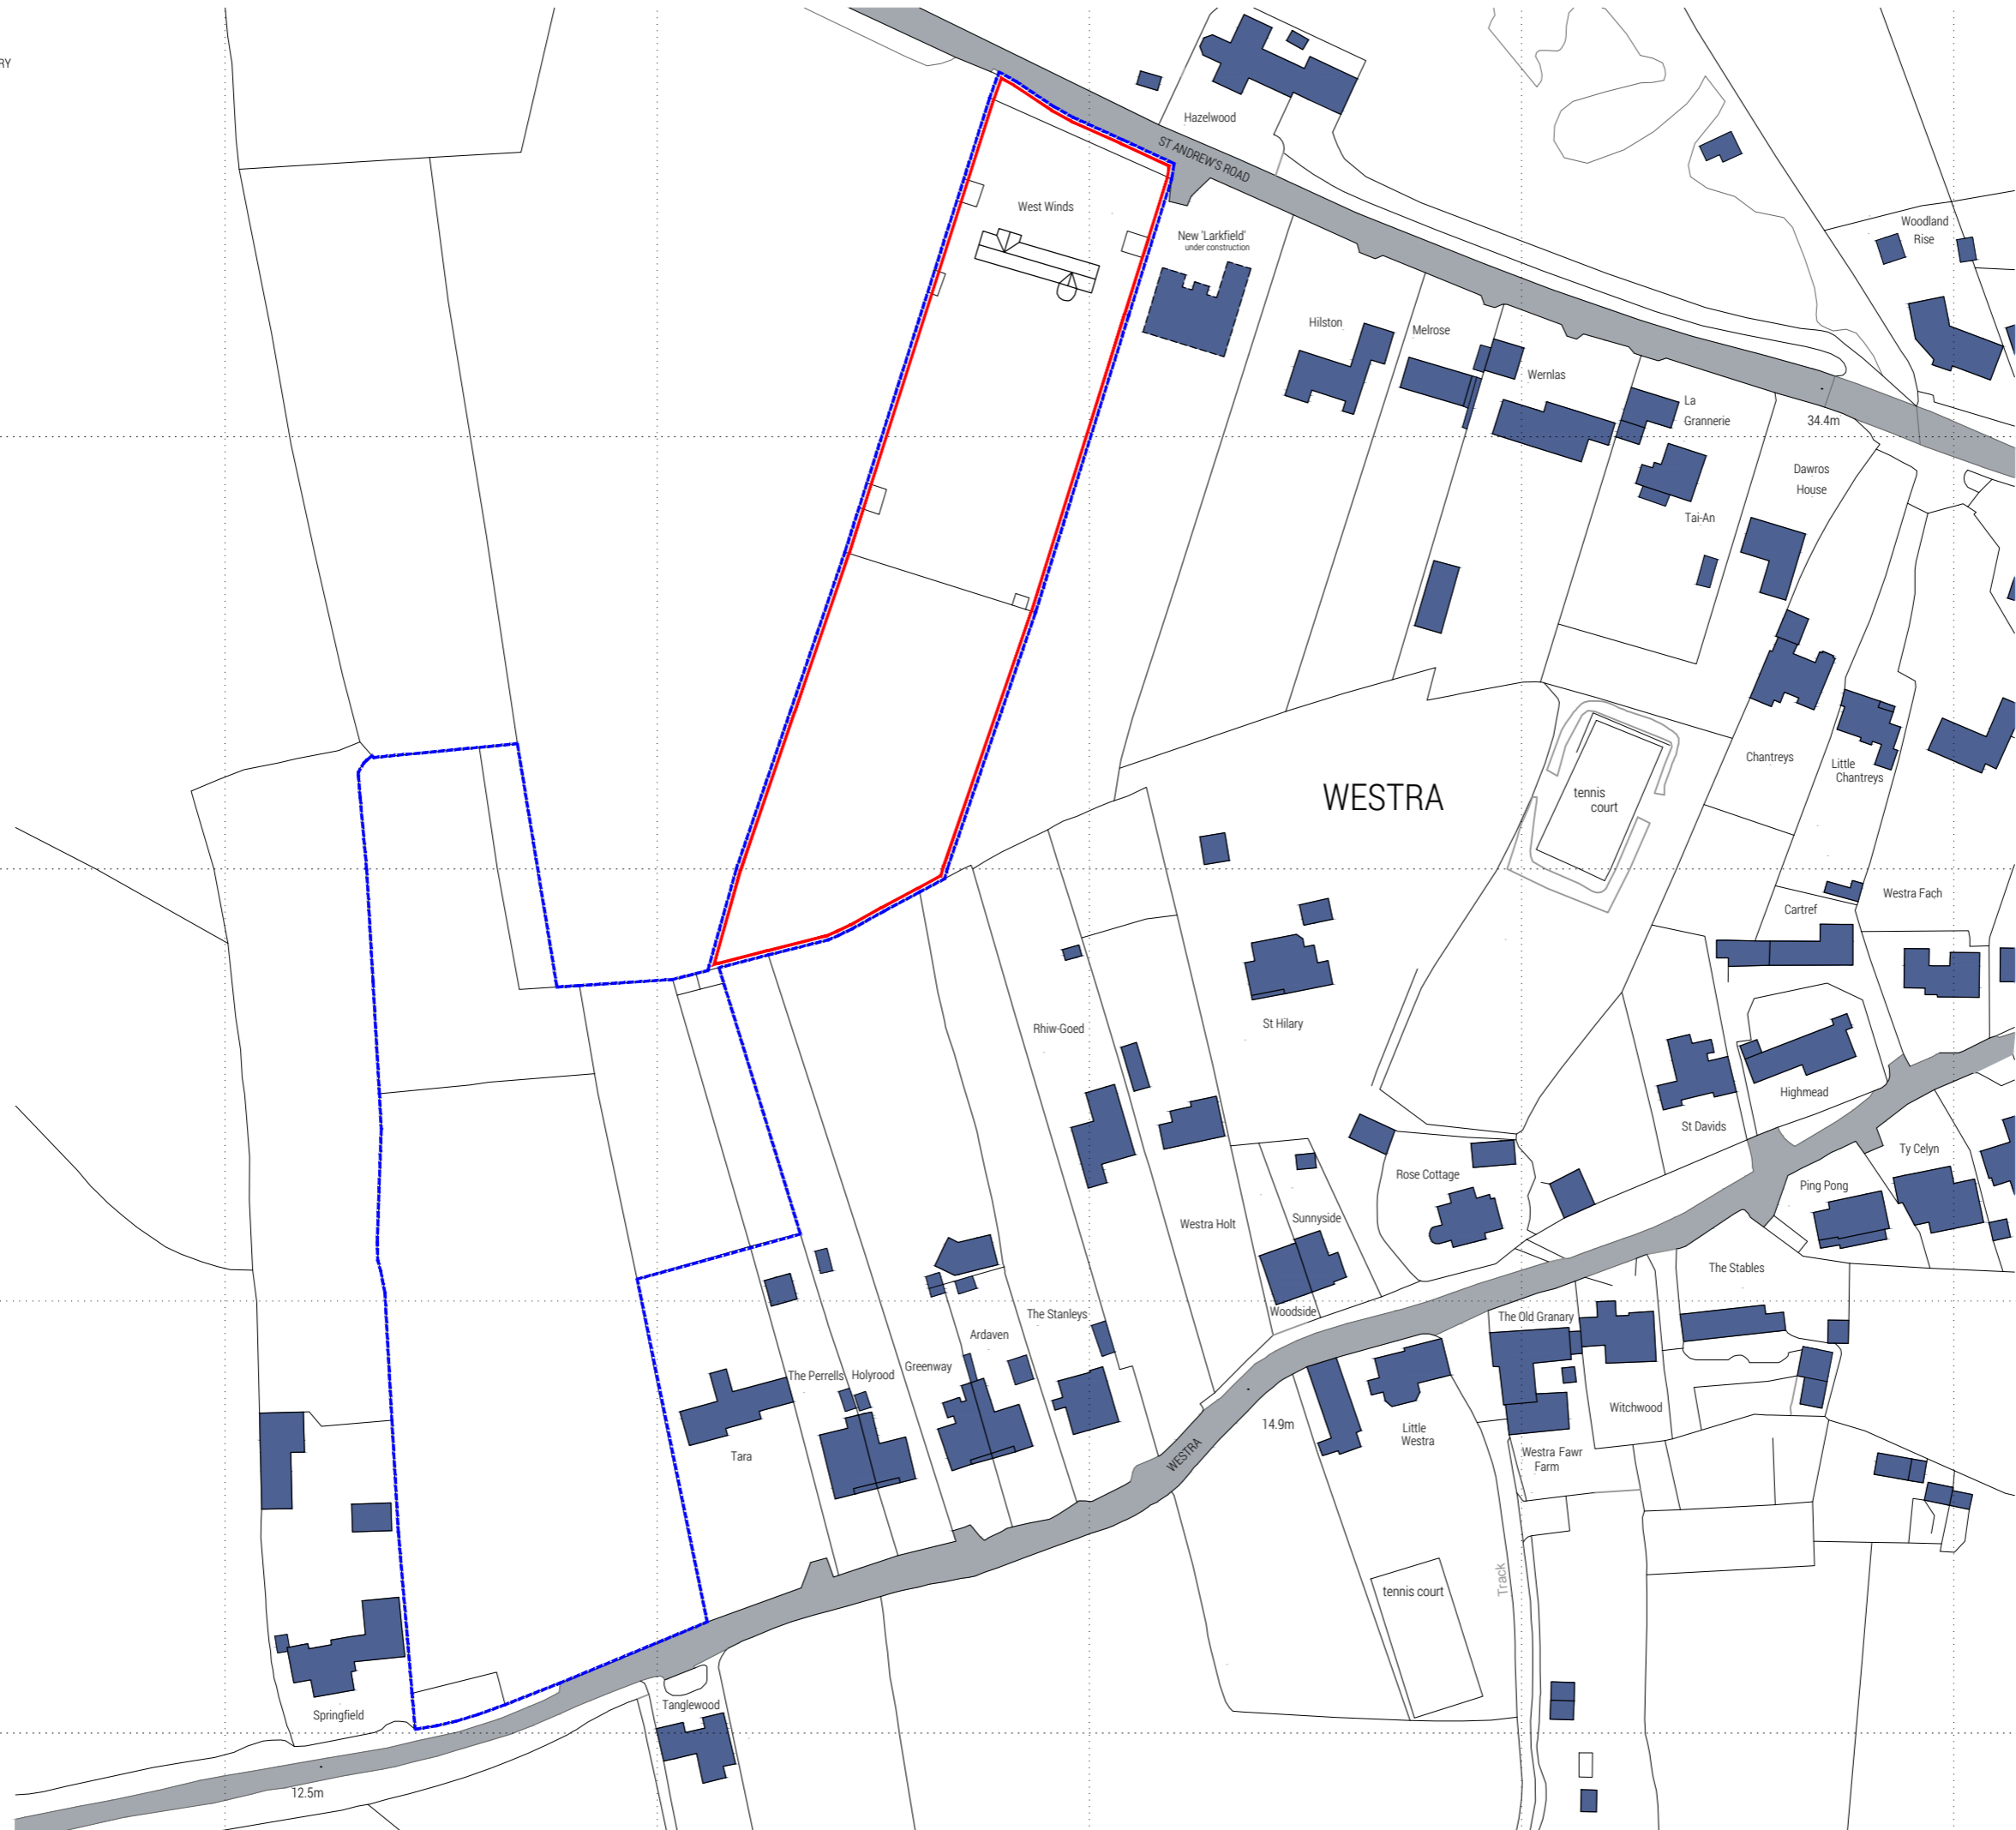 RY
Hazelwood
ST ANDREW'S ROAD
West Winds
New 'Larkfield'
under construction
Woodland
Rise
Hilston
Melrose
Wernlas
La
Grannerie
34.4m
Dawros
House
Tai-An
Chantreys
Little
Chantreys
WESTRA
tennis
court
Westra Fach
Cartref
Rhiw-Goed
St Hilary
Highmead
St Davids
Ty Celyn
Rose Cottage
Ping Pong
Westra Holt
Sunnyside
The Stables
Woodside
The Old Granary
The Stanleys
Ardaven
Greenway
The Perrells
Holyrood
Tara
Witchwood
14.9m
Little
Westra
Westra Fawr
Farm
WESTRA
Track
tennis court
Tanglewood
Springfield
12.5m